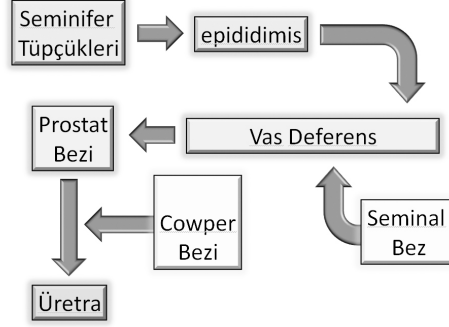 Seminifer
Tüpçükleri
epididimis
Vas Deferens
Prostat
Bezi
Cowper
Bezi
Seminal
Bez
Üretra